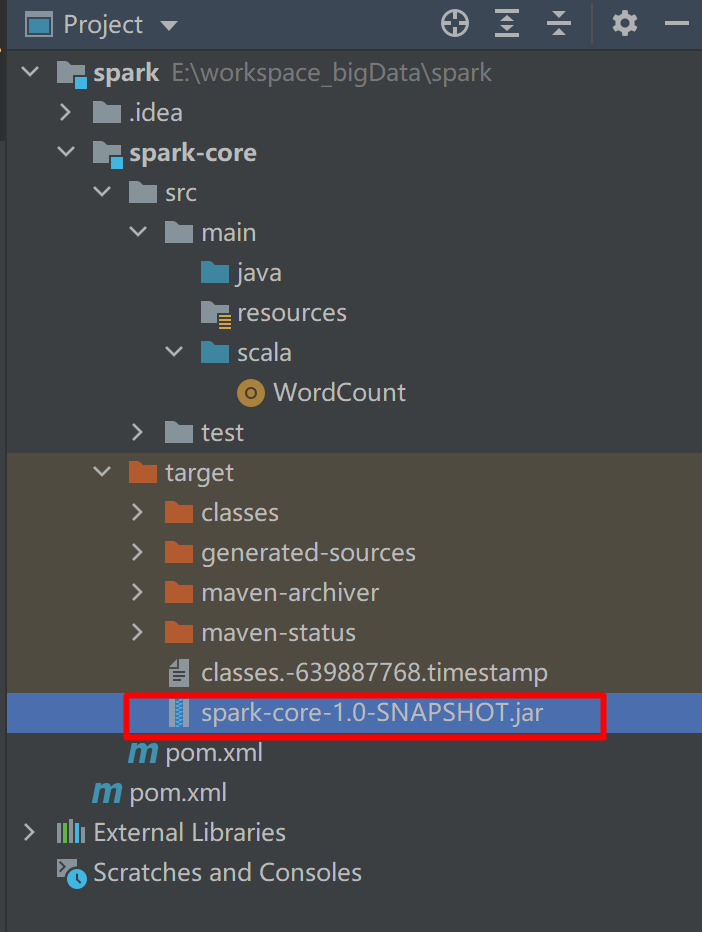 Project
spark E:\workspace_bigData\spark
.idea
spark-core
src
main
java
resources
scala
WordCount
test
target
classes
generated-sources
maven-archiver
maven-status
classes.-639887768.timestamp
spark-core-1.0-SNAPSHOT.jar
pom.xml
pom.xml
External Libraries
Scratches and Consoles